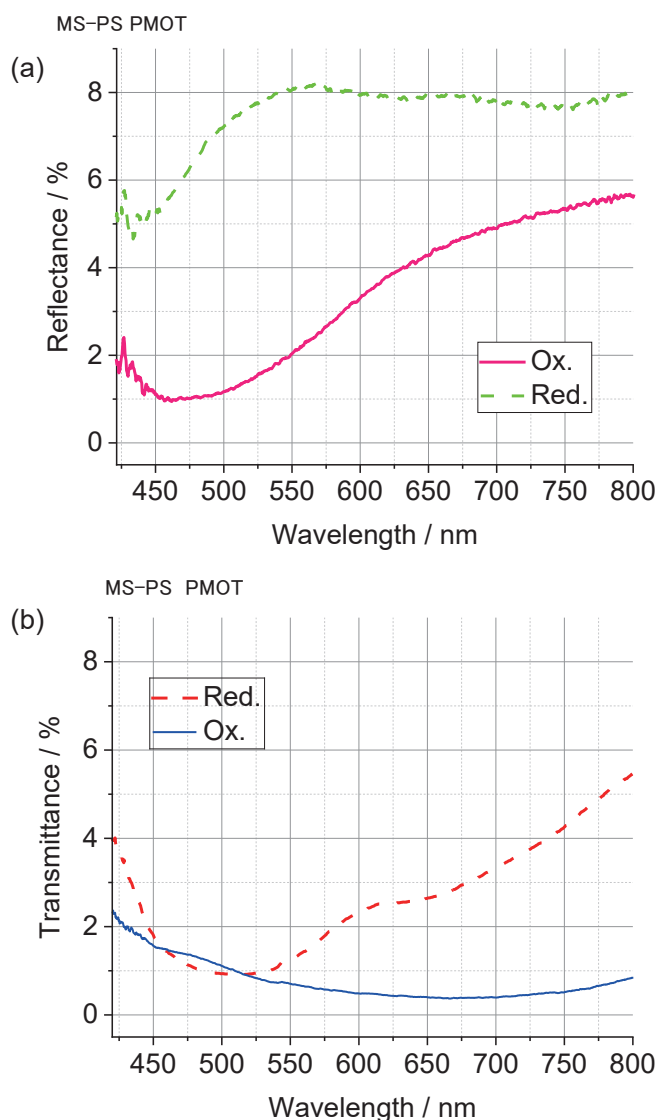 MS-PS PMOT
(a)
8
6
4
2
0
Reflectance / %
Ox.
Red.
450 500 550 600 650 700 750 800
Wavelength / nm
MS-PS PMOT
(b)
8
6
4
2
0
Transmittance / %
Red.
Ox.
450 500 550 600 650 700 750 800
Wavelength / nm